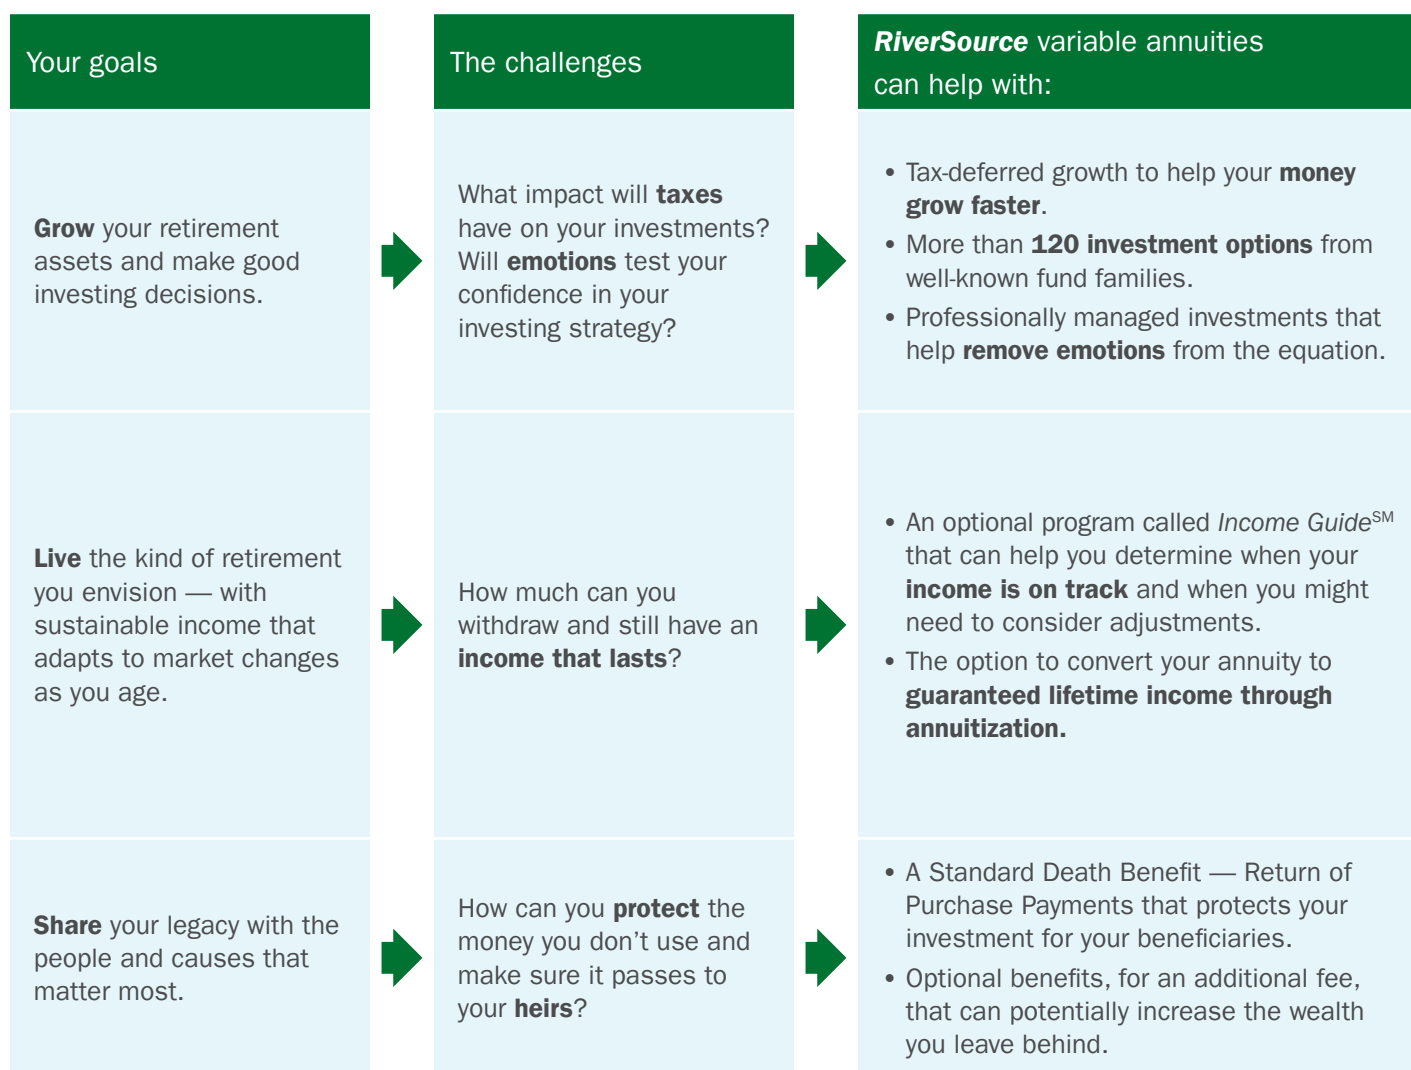 Your goals
The challenges
RiverSource variable annuities
can help with:
Grow your retirement
assets and make good
investing decisions.
What impact will taxes
have on your investments?
Will emotions test your
confidence in your
investing strategy?
• Tax-deferred growth to help your money
grow faster.
• More than 120 investment options from
well-known fund families.
• Professionally managed investments that
help remove emotions from the equation.
Live the kind of retirement
you envision — with
sustainable income that
adapts to market changes
as you age.
How much can you
withdraw and still have an
income that lasts?
• An optional program called Income Guide℠
that can help you determine when your
income is on track and when you might
need to consider adjustments.
• The option to convert your annuity to
guaranteed lifetime income through
annuitization.
Share your legacy with the
people and causes that
matter most.
How can you protect the
money you don’t use and
make sure it passes to
your heirs?
• A Standard Death Benefit — Return of
Purchase Payments that protects your
investment for your beneficiaries.
• Optional benefits, for an additional fee,
that can potentially increase the wealth
you leave behind.